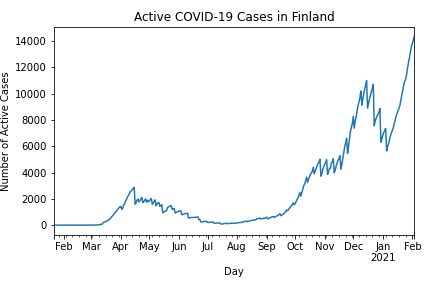 Active COVID-19 Cases in Finland
Number of Active Cases
14000
12000
10000
8000
6000
4000
2000
0
Feb Mar Apr May Jun Jul Aug Sep Oct Nov Dec Jan Feb
2021
Day